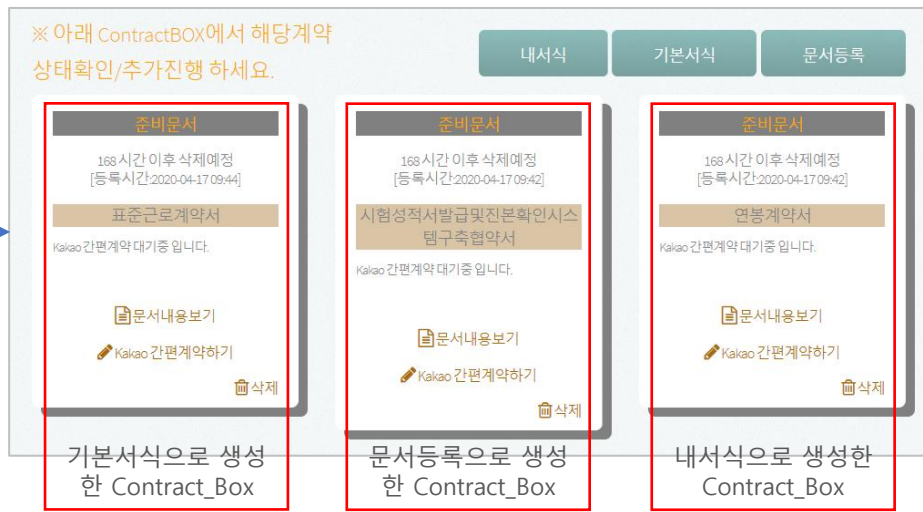 ※ 아래 ContractBOX에서 해당계약
상태확인/추가진행 하세요.
내서식
기본서식
문서등록
준비문서
168 시간 이후 삭제예정
[등록시간:2020-04-17 09:44]
표준근로계약서
Kakao 간편계약 대기중 입니다.
문서내용보기
Kakao 간편계약하기
삭제
기본서식으로 생성
한 Contract_Box
준비문서
168 시간 이후 삭제예정
[등록시간:2020-04-17 09:42]
시험성적서발급및진본확인시스
템구축협약서
Kakao 간편계약 대기중 입니다.
문서내용보기
Kakao 간편계약하기
삭제
문서등록으로 생성
한 Contract_Box
준비문서
168 시간 이후 삭제예정
[등록시간:2020-04-17 09:42]
연봉계약서
Kakao 간편계약 대기중 입니다.
문서내용보기
Kakao 간편계약하기
삭제
내서식으로 생성한
Contract_Box